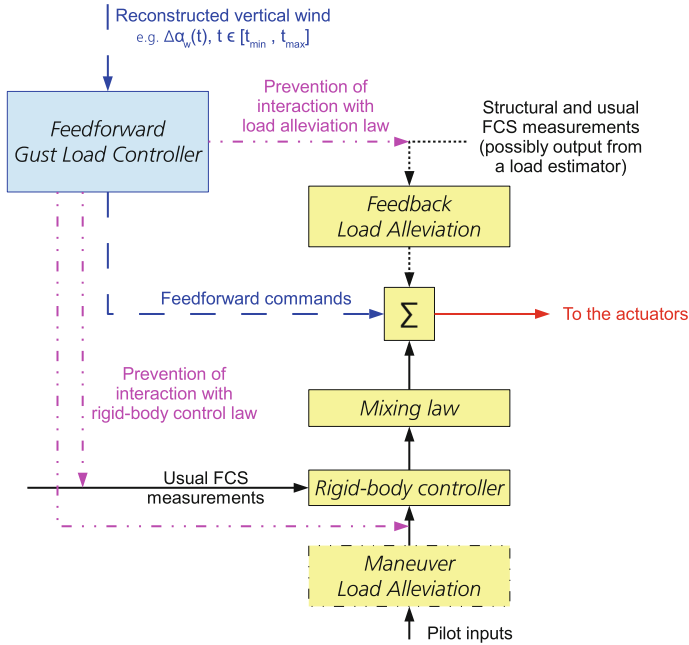 Reconstructed vertical wind
e.g. Δα_w(t), t ϵ [t_min , t_max]
Feedforward
Gust Load Controller
Prevention of
interaction with
load alleviation law
Structural and usual
FCS measurements
(possibly output from
a load estimator)
Feedback
Load Alleviation
Feedforward commands
Σ
To the actuators
Prevention of
interaction with
rigid-body control law
Mixing law
Usual FCS
measurements
Rigid-body controller
Maneuver
Load Alleviation
Pilot inputs